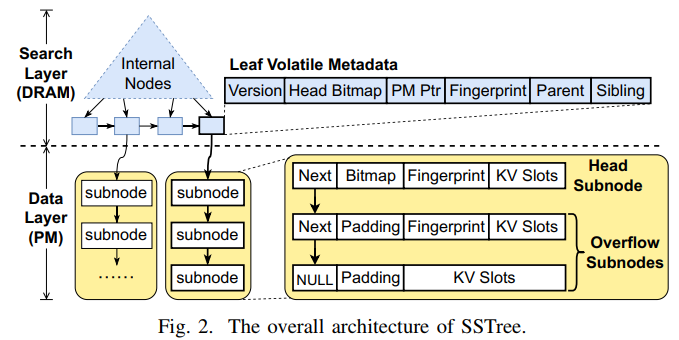 Search
Layer
(DRAM)
Internal
Nodes
Leaf Volatile Metadata
Version Head Bitmap PM Ptr Fingerprint Parent Sibling
Data
Layer
(PM)
subnode
subnode
......
subnode
subnode
subnode
Next Bitmap Fingerprint KV Slots
Head
Subnode
Next Padding Fingerprint KV Slots
Overflow
Subnodes
NULL Padding KV Slots
Fig. 2. The overall architecture of SSTree.